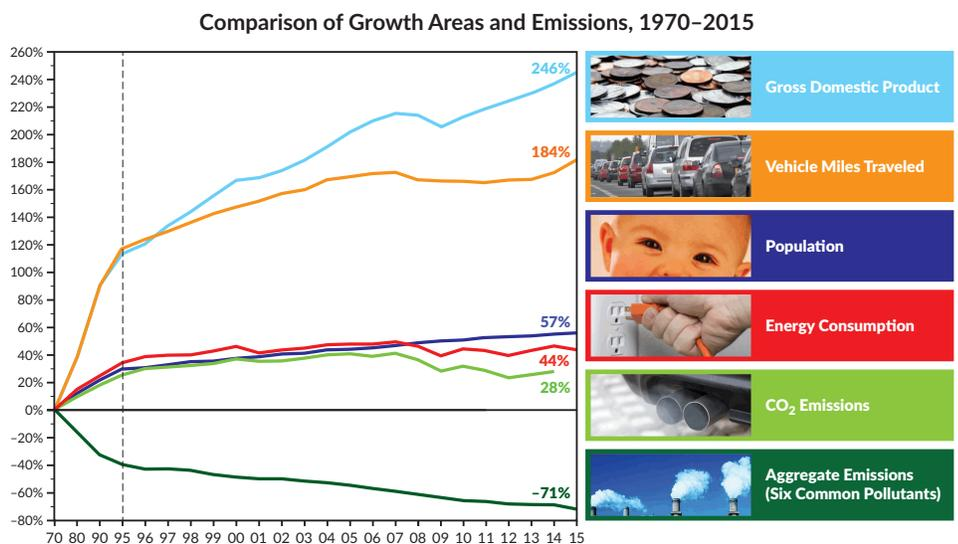 Comparison of Growth Areas and Emissions, 1970–2015
260%
240%
220%
200%
180%
160%
140%
120%
100%
80%
60%
40%
20%
0%
–20%
–40%
–60%
–80%
246%
184%
57%
44%
28%
–71%
70 80 90 95 96 97 98 99 00 01 02 03 04 05 06 07 08 09 10 11 12 13 14 15
Gross Domestic Product
Vehicle Miles Traveled
Population
Energy Consumption
CO2 Emissions
Aggregate Emissions
(Six Common Pollutants)